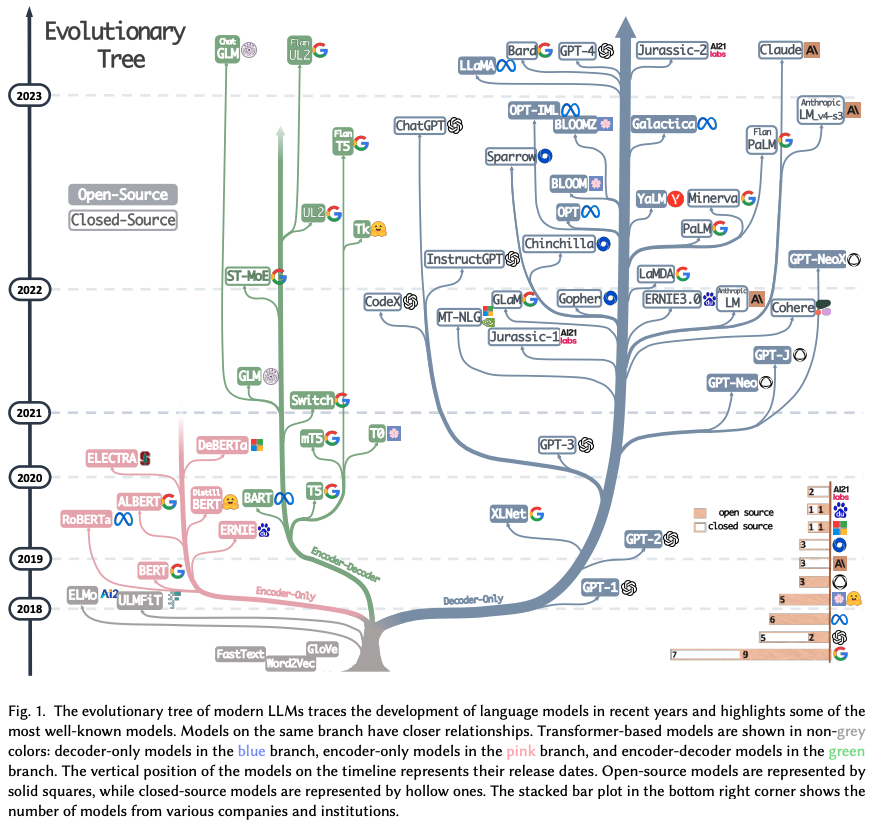 Evolutionary
Tree
Chat
GLM
Flan
UL2
Bard
GPT-4
Jurassic-2
AI21
labs
Claude
LLaMA
2023
OPT-IML
Anthropic
LM_v4-s3
BLOOMZ
Galactica
ChatGPT
Flan
T5
Flan
PaLM
Sparrow
Open-Source
BLOOM
Closed-Source
YaLM
Minerva
UL2
OPT
Tk
PaLM
Chinchilla
InstructGPT
GPT-NeoX
ST-MoE
LaMDA
2022
CodeX
GLaM
Gopher
ERNIE3.0
Anthropic
LM
Cohere
MT-NLG
Jurassic-1
AI21
labs
GPT-J
GLM
GPT-Neo
Switch
2021
DeBERTa
mT5
T0
GPT-3
ELECTRA
2020
ALBERT
Distill
BERT
BART
T5
2
AI21
labs
RoBERTa
XLNet
open source
1 1
ERNIE
closed source
1 1
GPT-2
3
2019
Encoder-Decoder
BERT
3
3
ELMo
Ai2
ULMFiT
Encoder-Only
Decoder-Only
GPT-1
5
2018
6
5 2
FastText
Word2Vec
GloVe
7 9
Fig. 1. The evolutionary tree of modern LLMs traces the development of language models in recent years and highlights some of the
most well-known models. Models on the same branch have closer relationships. Transformer-based models are shown in non-grey
colors: decoder-only models in the blue branch, encoder-only models in the pink branch, and encoder-decoder models in the green
branch. The vertical position of the models on the timeline represents their release dates. Open-source models are represented by
solid squares, while closed-source models are represented by hollow ones. The stacked bar plot in the bottom right corner shows the
number of models from various companies and institutions.